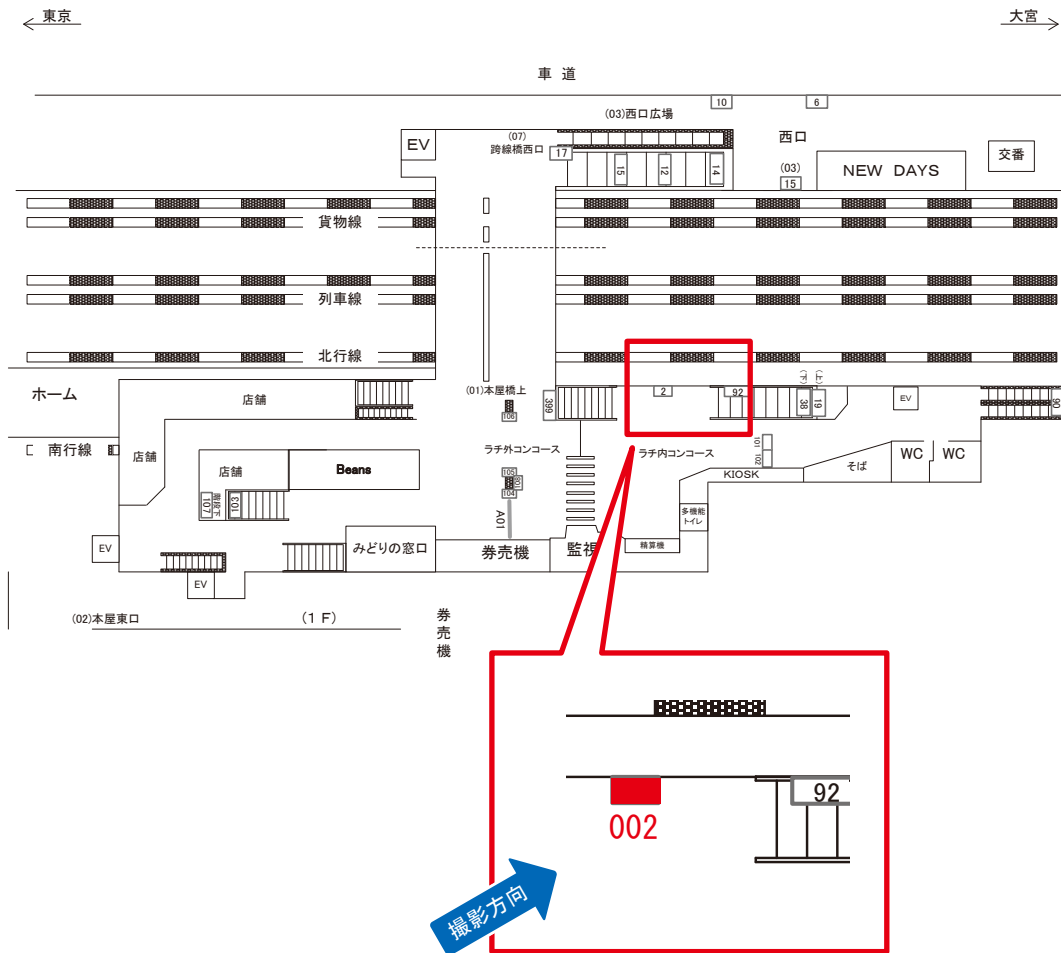 東京
大宮
車 道
10
6
(03)西口広場
西口
EV
(07)
跨線橋西口
17
15
12
14
(03)
15
NEW DAYS
交番
貨物線
列車線
北行線
ホーム
店舗
(01)本屋橋上
106
399
2
92
(下)
(上)
38
19
EV
90
南行線
店舗
店舗
Beans
ラチ外コンコース
ラチ内コンコース
101
102
KIOSK
そば
WC
WC
107
階段下
103
105
104
A01
多機能
トイレ
精算機
EV
みどりの窓口
券売機
監視
EV
(02)本屋東口
(1F)
券売機
92
002
撮影方向